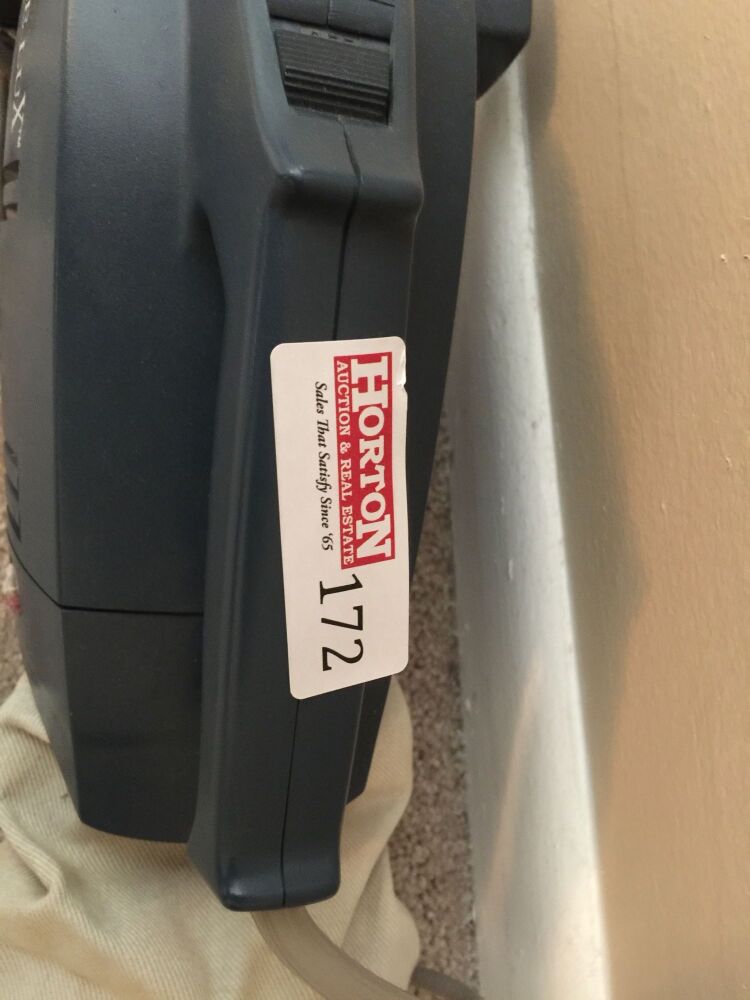 HORTON
AUCTION & REAL ESTATE
Sales That Satisfy Since '65
172